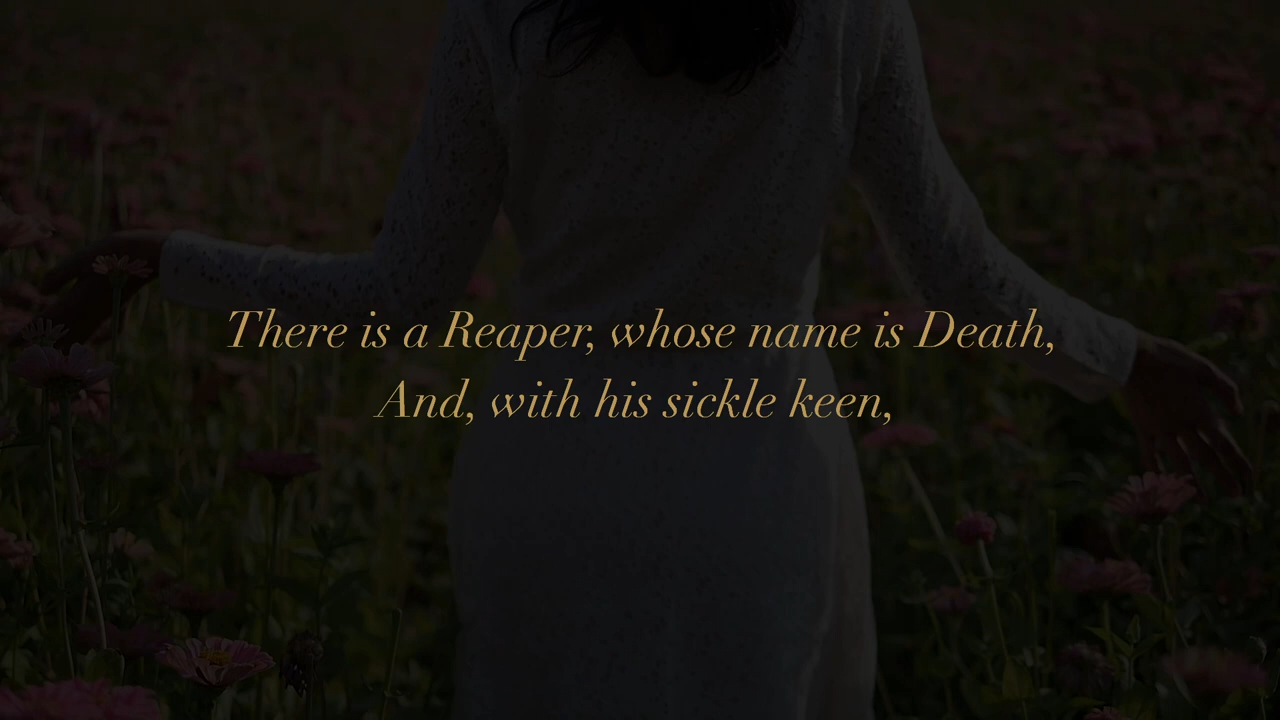 There is a Reaper, whose name is Death,
And, with his sickle keen,